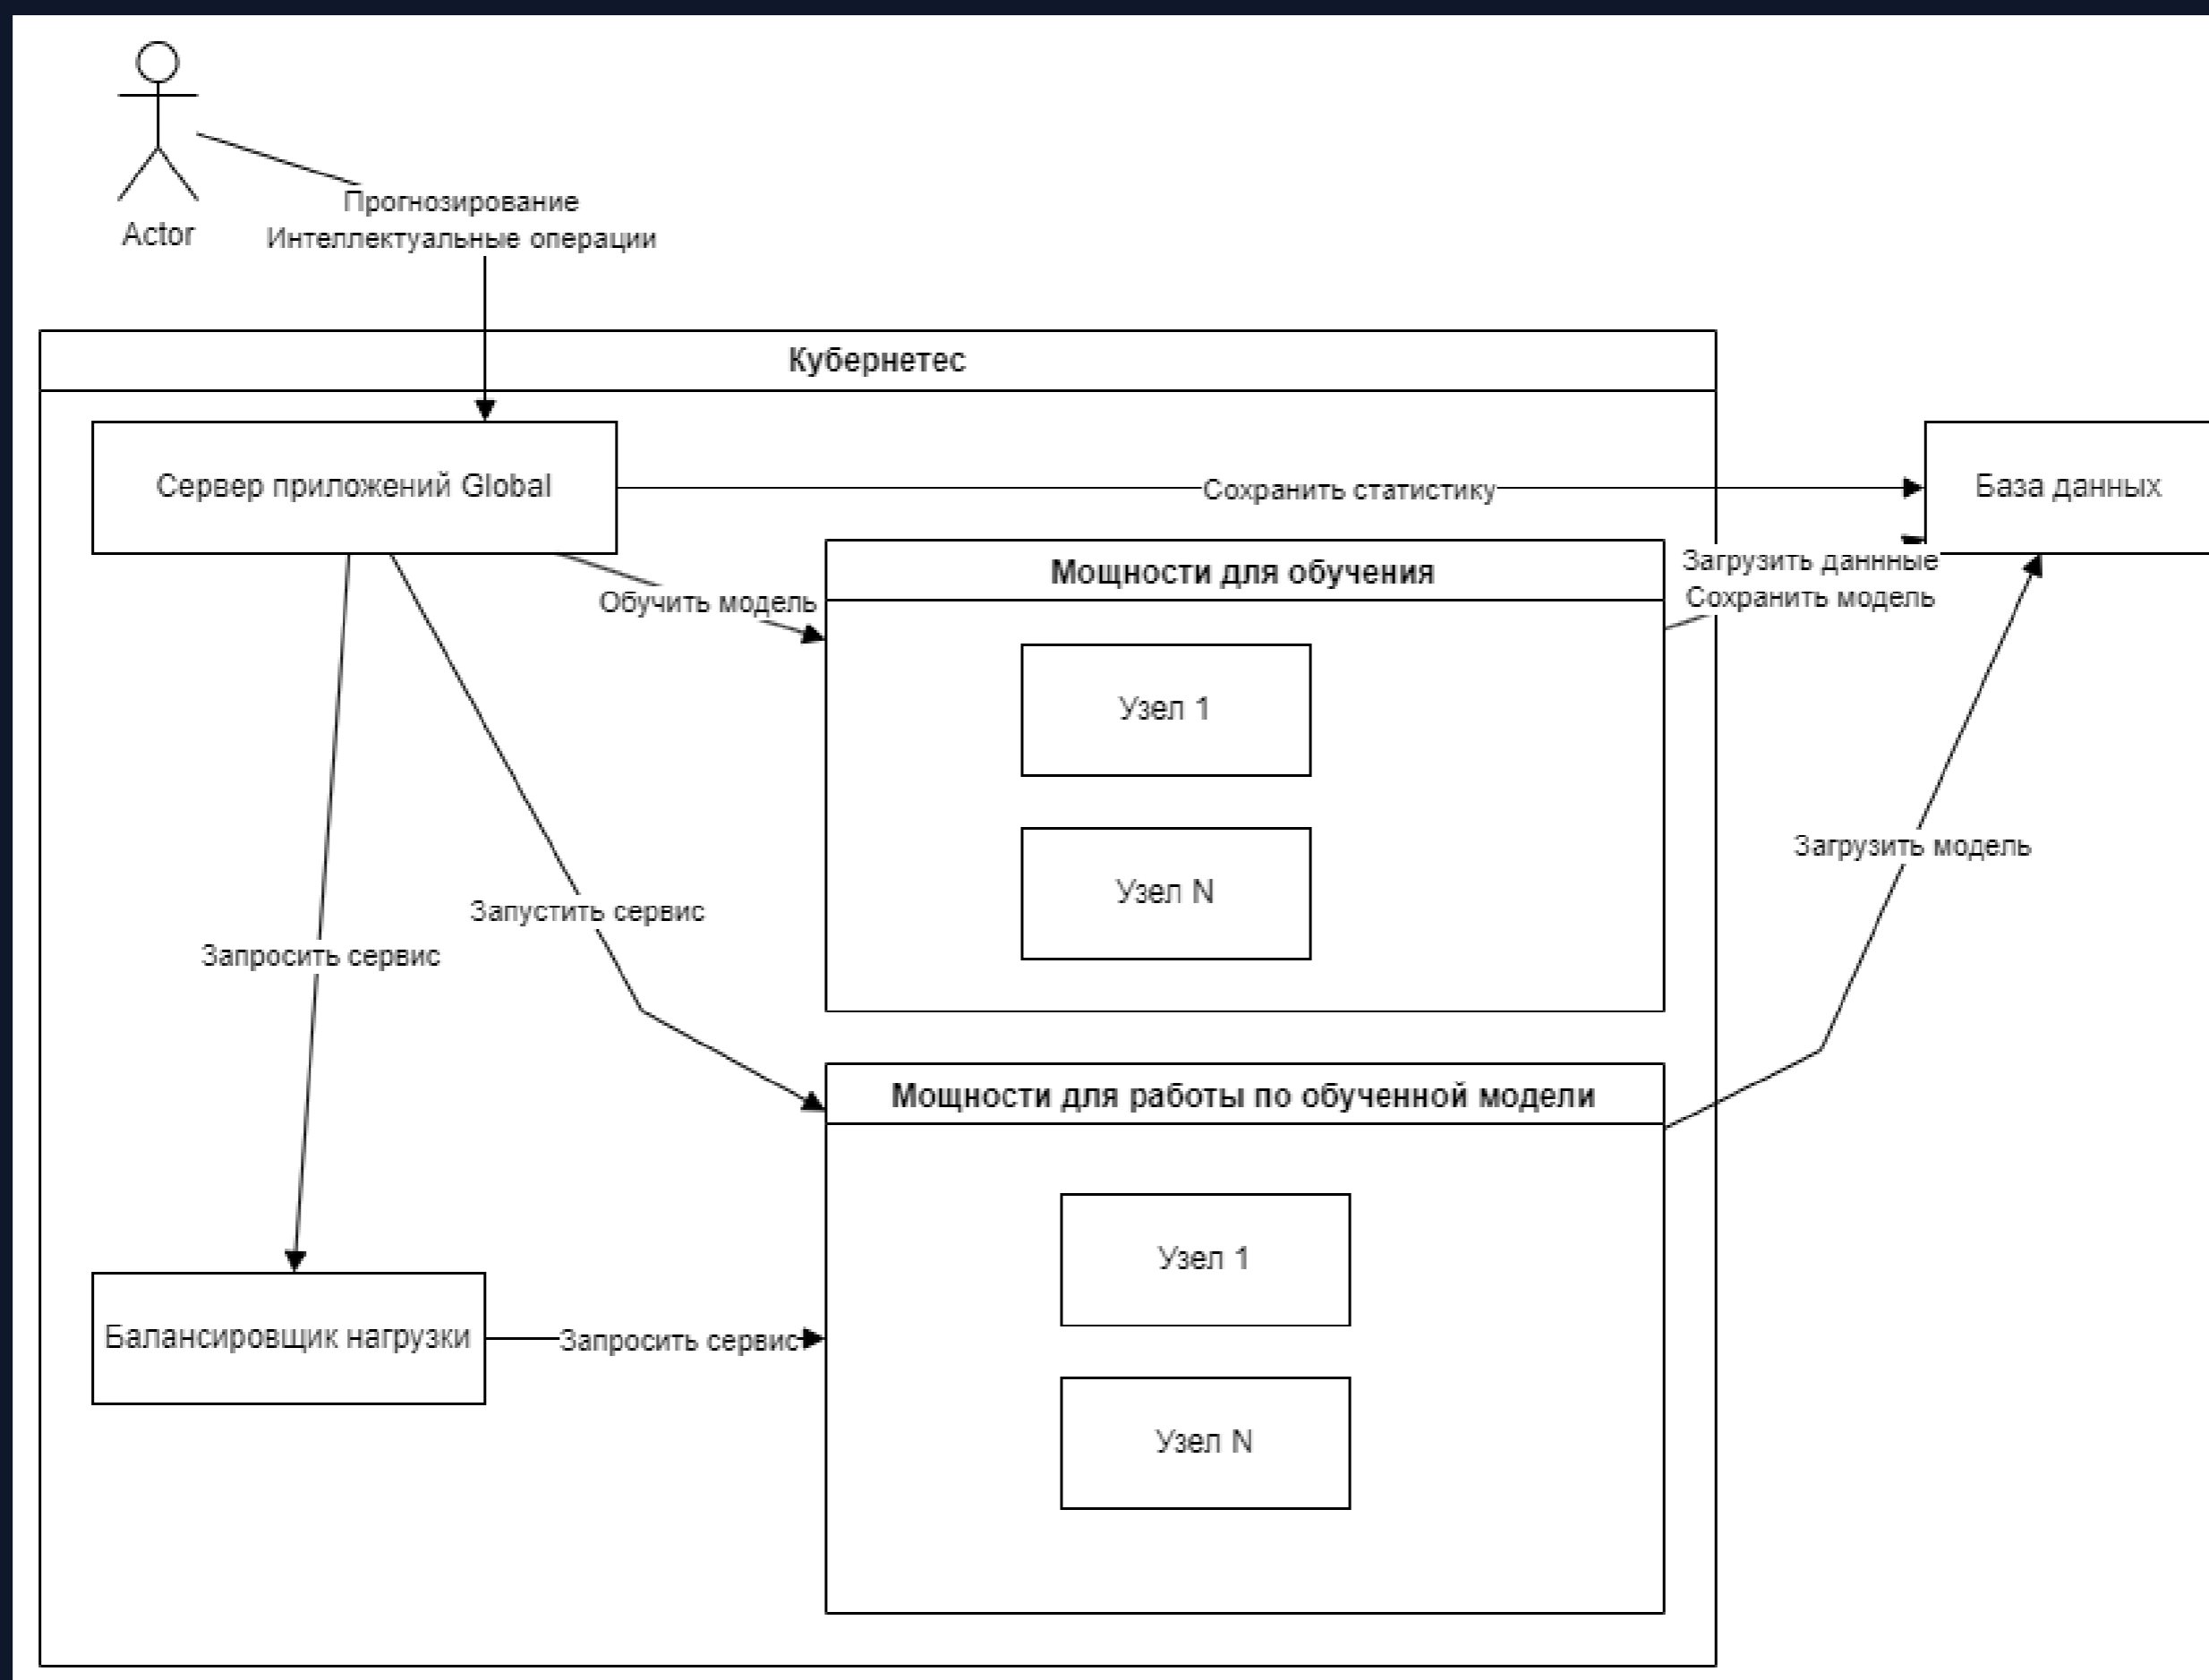 Actor
Прогнозирование
Интеллектуальные операции
Кубернетес
Сервер приложений Global
Сохранить статистику
База данных
Мощности для обучения
Загрузить даннные
Сохранить модель
Обучить модель
Узел 1
Узел N
Загрузить модель
Запустить сервис
Запросить сервис
Мощности для работы по обученной модели
Узел 1
Балансировщик нагрузки
Запросить сервис
Узел N